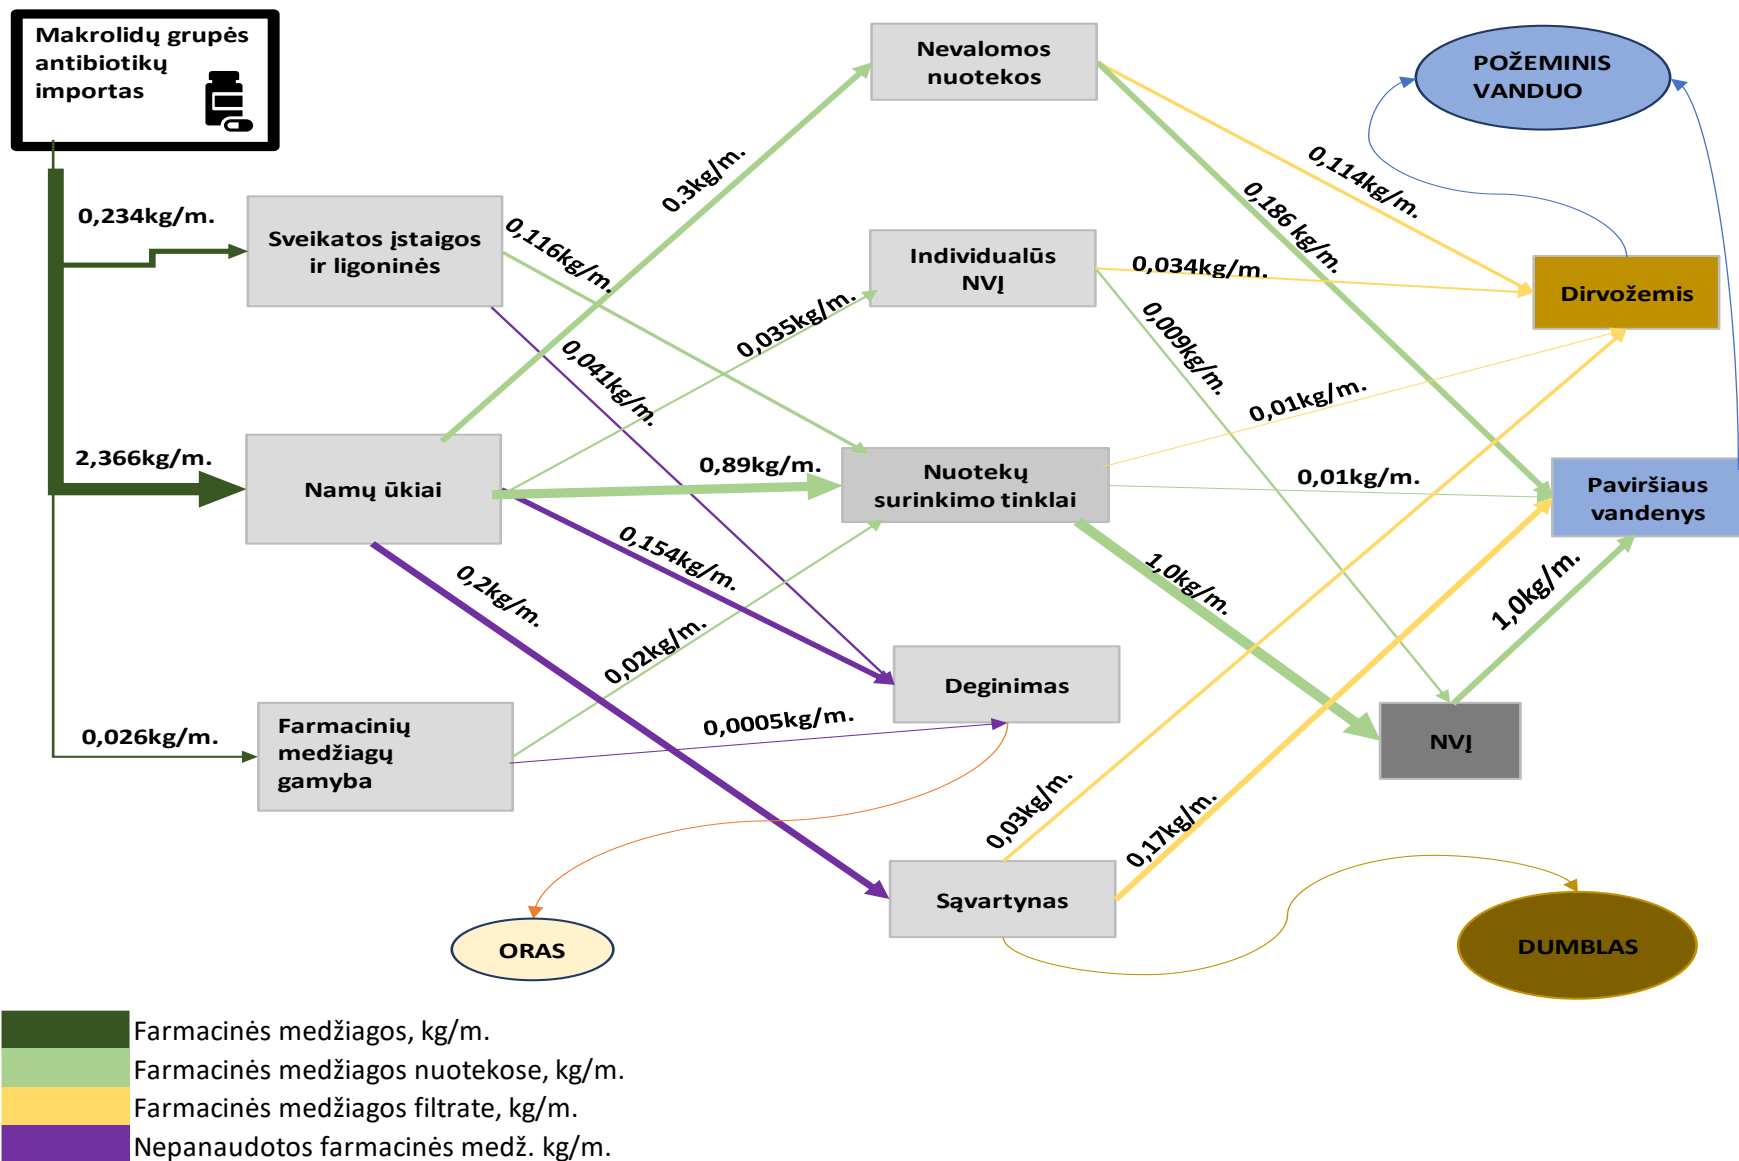 Makrolidų grupės
antibiotikų
importas
Nevalomos
nuotekos
POŽEMINIS
VANDUO
0.3kg/m.
0,114kg/m.
0,186 kg/m.
0,234kg/m.
Sveikatos įstaigos
ir ligoninės
0,116kg/m.
Individualūs
NVĮ
0,034kg/m.
Dirvožemis
0,035kg/m.
0,009kg/m.
0,041kg/m.
0,01kg/m.
2,366kg/m.
Namų ūkiai
0,89kg/m.
Nuotekų
surinkimo tinklai
0,01kg/m.
Paviršiaus
vandenys
0,154kg/m.
0,2kg/m.
1,0kg/m.
1,0kg/m.
0,02kg/m.
Deginimas
0,026kg/m.
Farmacinių
medžiagų
gamyba
0,0005kg/m.
NVĮ
0,03kg/m.
0,17kg/m.
Sąvartynas
ORAS
DUMBLAS
Farmacinės medžiagos, kg/m.
Farmacinės medžiagos nuotekose, kg/m.
Farmacinės medžiagos filtrate, kg/m.
Nepanaudotos farmacinės medž. kg/m.